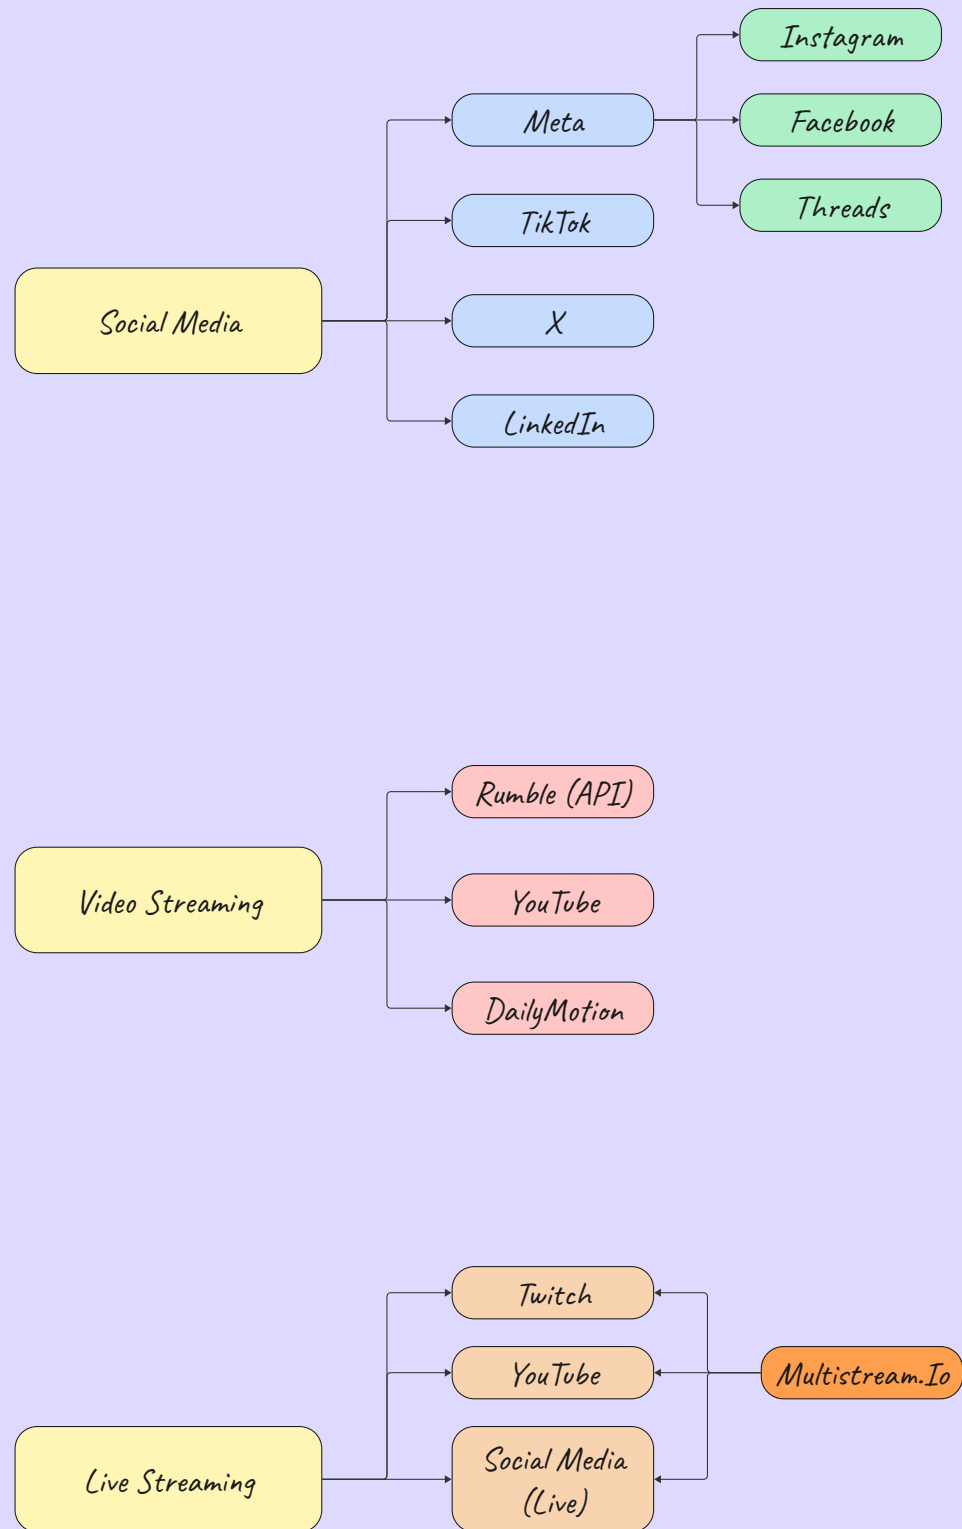 Instagram
Meta
Facebook
TikTok
Threads
Social Media
X
LinkedIn
Rumble (API)
Video Streaming
YouTube
DailyMotion
Twitch
YouTube
Multistream.Io
Social Media
(Live)
Live Streaming